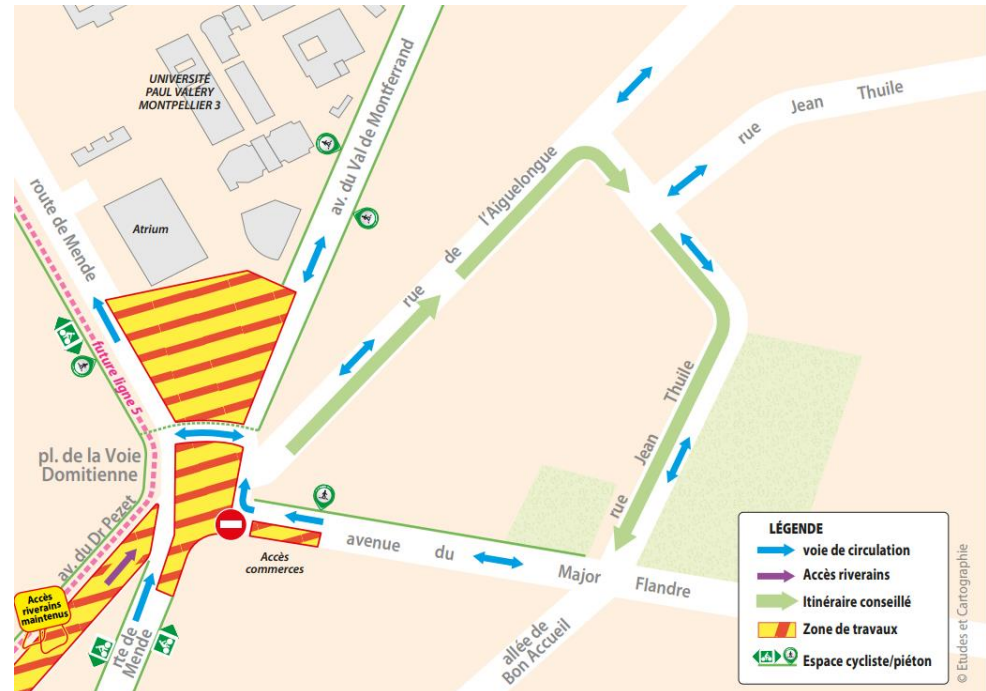 UNIVERSITÉ
PAUL VALÉRY
MONTPELLIER 3
av. du Val de Montferrand
rue Jean Thuile
route de Mende
Atrium
rue de l'Aiguelongue
future ligne 5
pl. de la Voie
Domitienne
av. du Dr Pezet
rue Jean Thuile
Accès
commerces
avenue du Major Flandre
Accès
riverains
maintenus
rte de
Mende
allée de
Bon Accueil
LÉGENDE
voie de circulation
Accès riverains
Itinéraire conseillé
Zone de travaux
Espace cycliste/piéton
© Etudes et Cartographie